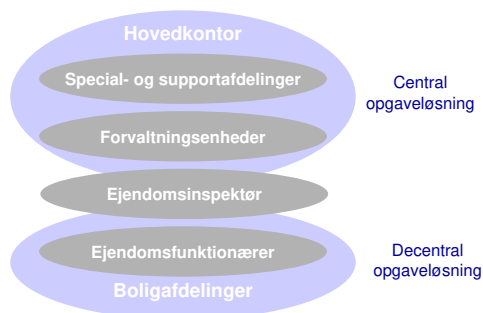 Hovedkontor
Special- og supportafdelinger
Central
opgaveløsning
Forvaltningsenheder
Ejendomsinspektør
Ejendomsfunktionærer
Decentral
opgaveløsning
Boligafdelinger